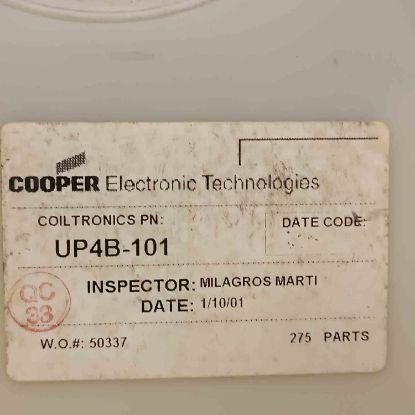 COOPER Electronic Technologies
COILTRONICS PN: DATE CODE:
UP4B-101
INSPECTOR: MILAGROS MARTI
DATE: 1/10/01
QC
33
W.O.#: 50337 275 PARTS